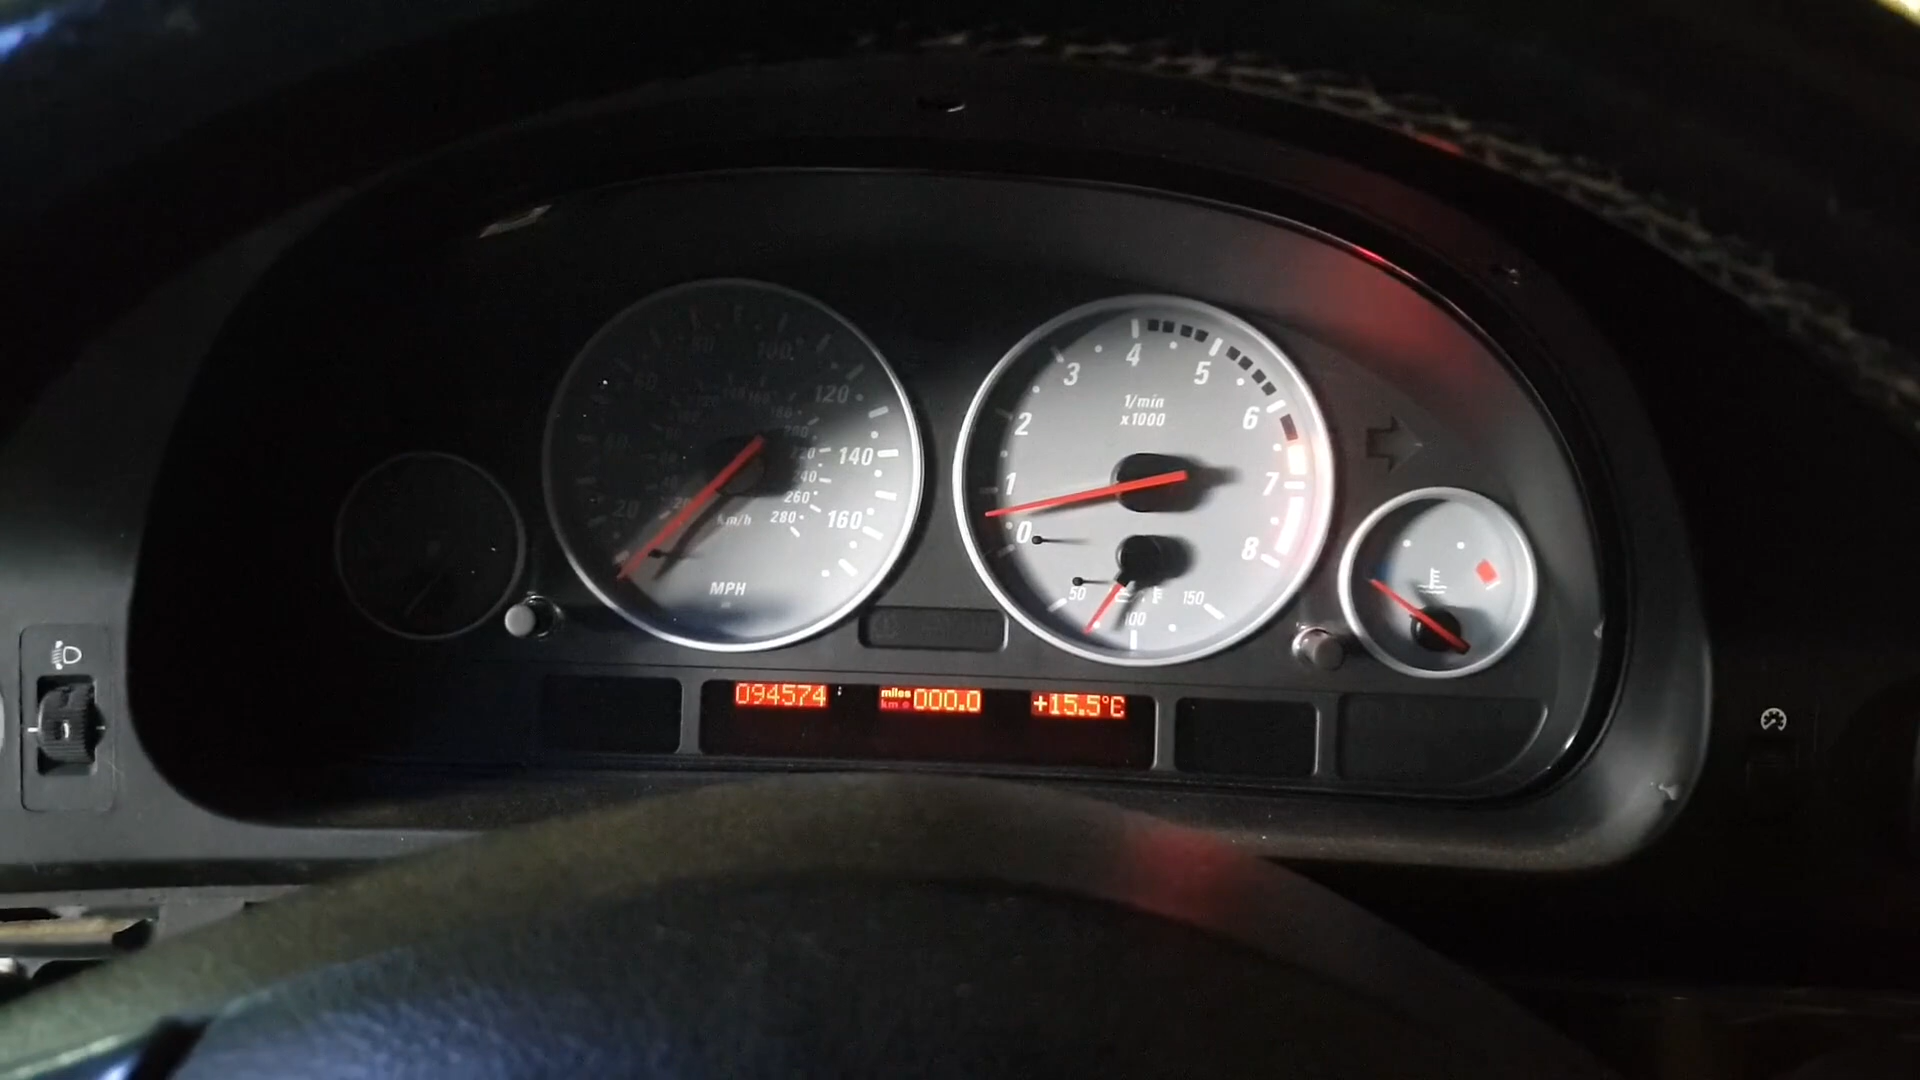 80 100
60 120
160 180
40 200 140
220
240
20 20 260 160
km/h 280
MPH
4
3 5
1/min
x1000
2 6
1 7
0 8
50 150
100
094574 miles 000.0 +15.5°C
km